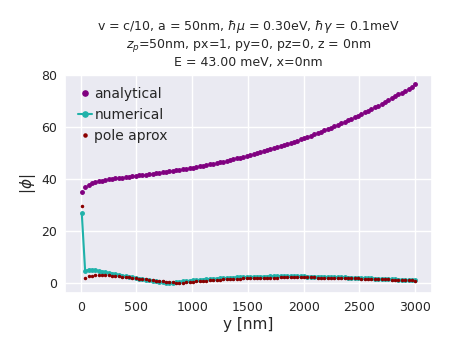 v = c/10, a = 50nm, ℏμ = 0.30eV, ℏγ = 0.1meV
zₚ=50nm, px=1, py=0, pz=0, z = 0nm
E = 43.00 meV, x=0nm
80
60
40
20
0
|ϕ|
analytical
numerical
pole aprox
0 500 1000 1500 2000 2500 3000
y [nm]